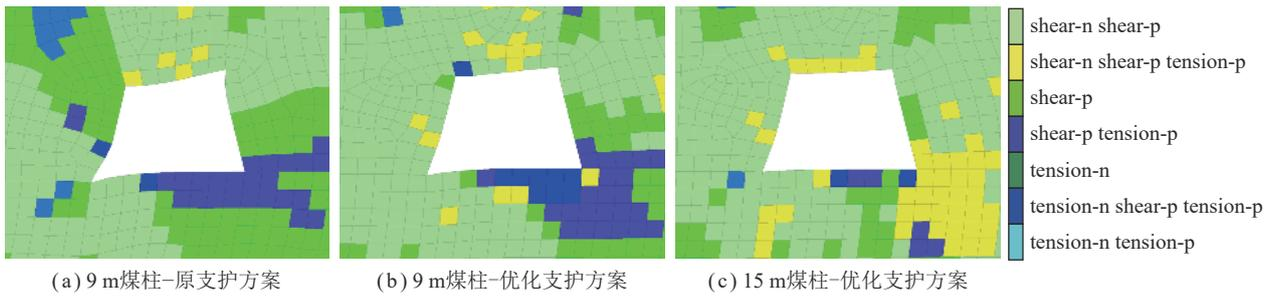 shear-n shear-p
shear-n shear-p tension-p
shear-p
shear-p tension-p
tension-n
tension-n shear-p tension-p
tension-n tension-p
(a) 9 m煤柱-原支护方案
(b) 9 m煤柱-优化支护方案
(c) 15 m煤柱-优化支护方案